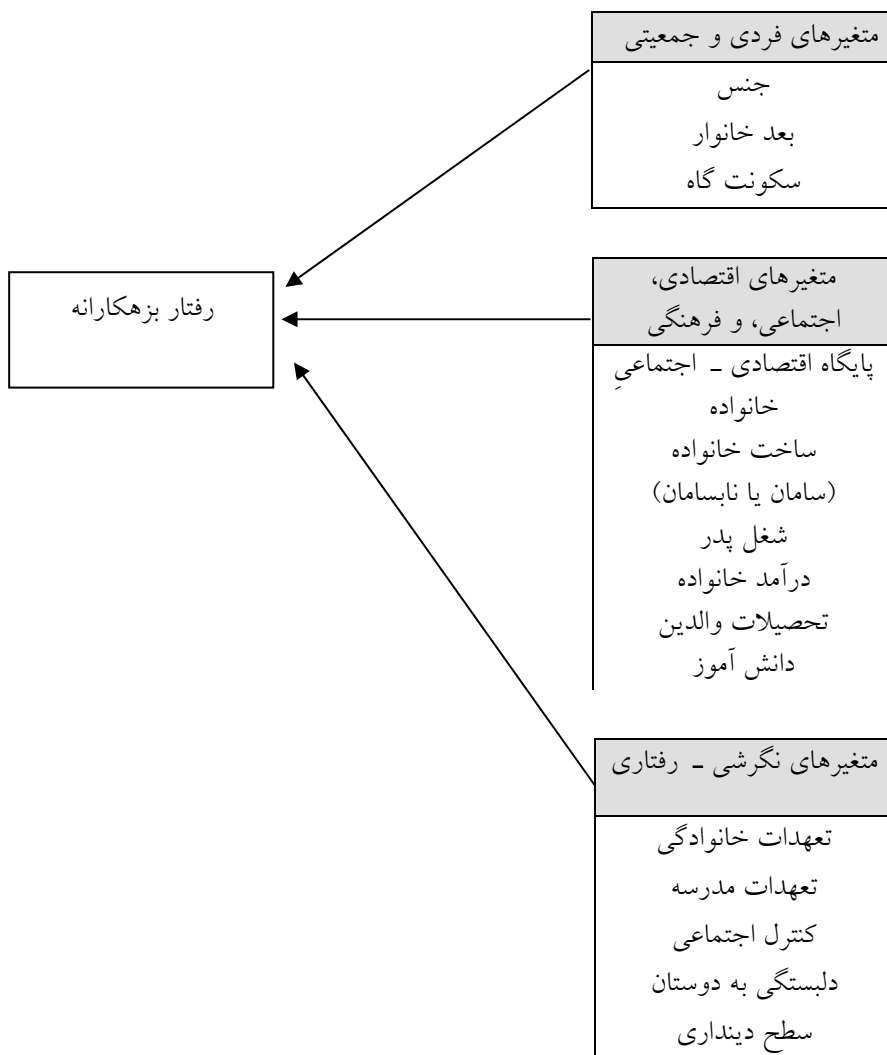 متغیرهای فردی و جمعیتی
جنس
بعد خانوار
سکونت گاه
متغیرهای اقتصادی،
اجتماعی، و فرهنگی
پایگاه اقتصادی ـ اجتماعیِ
خانواده
ساخت خانواده
(سامان یا نابسامان)
شغل پدر
درآمد خانواده
تحصیلات والدین
دانش آموز
رفتار بزهکارانه
متغیرهای نگرشی ـ رفتاری
تعهدات خانوادگی
تعهدات مدرسه
کنترل اجتماعی
دلبستگی به دوستان
سطح دینداری